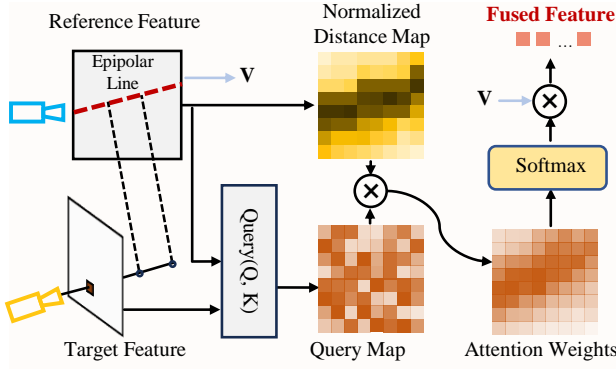 Reference Feature
Epipolar
Line
V
Normalized
Distance Map
Fused Feature
...
V
Softmax
Query(Q, K)
Target Feature
Query Map
Attention Weights